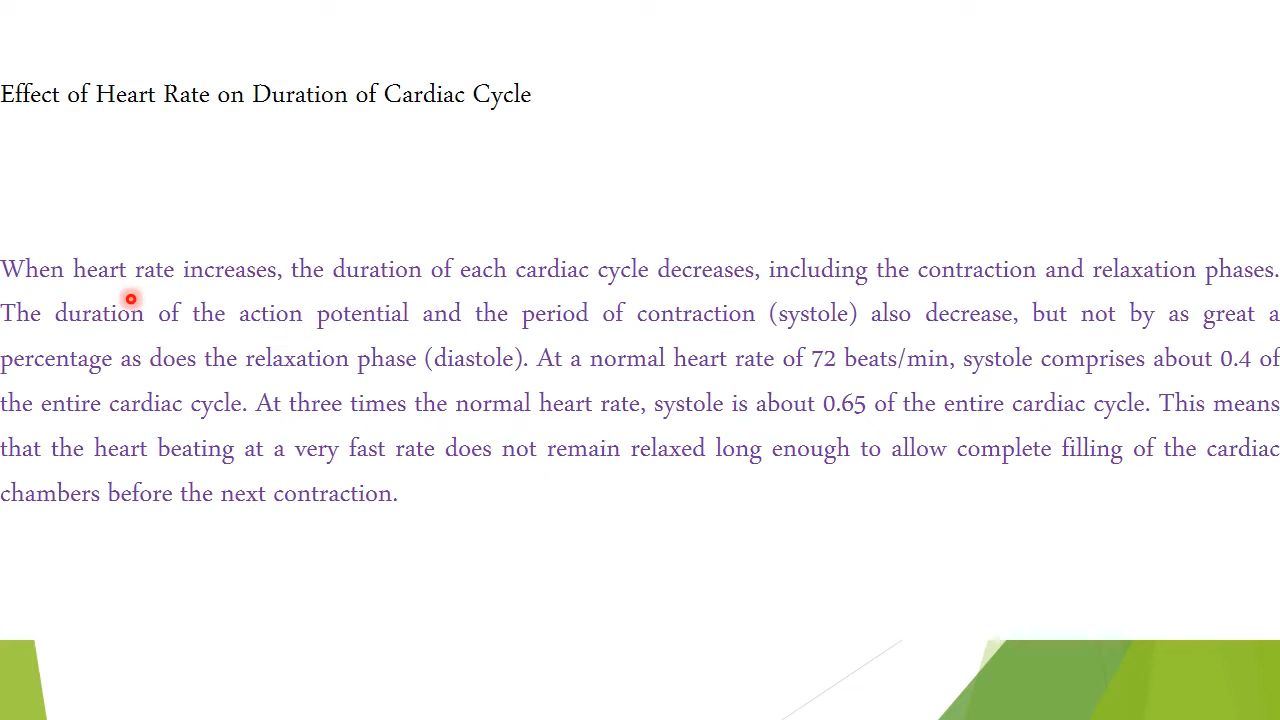 Effect of Heart Rate on Duration of Cardiac Cycle
When heart rate increases, the duration of each cardiac cycle decreases, including the contraction and relaxation phases.
The duration of the action potential and the period of contraction (systole) also decrease, but not by as great a
percentage as does the relaxation phase (diastole). At a normal heart rate of 72 beats/min, systole comprises about 0.4 of
the entire cardiac cycle. At three times the normal heart rate, systole is about 0.65 of the entire cardiac cycle. This means
that the heart beating at a very fast rate does not remain relaxed long enough to allow complete filling of the cardiac
chambers before the next contraction.